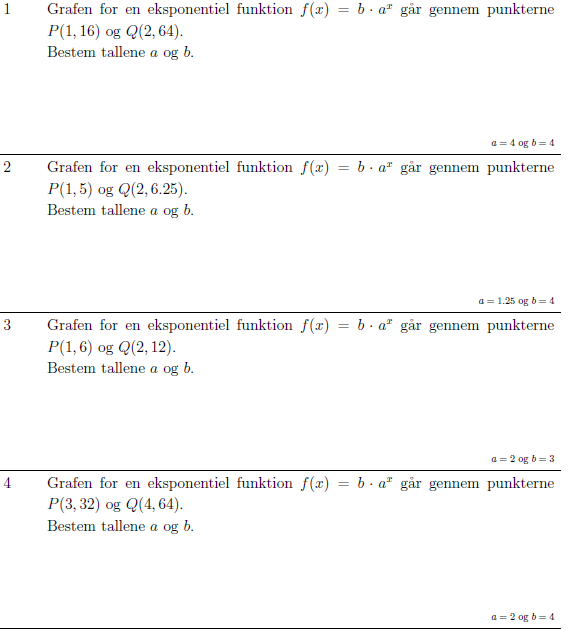 1 Grafen for en eksponentiel funktion f(x) = b · a^x går gennem punkterne
P(1, 16) og Q(2, 64).
Bestem tallene a og b.
a = 4 og b = 4
2 Grafen for en eksponentiel funktion f(x) = b · a^x går gennem punkterne
P(1, 5) og Q(2, 6.25).
Bestem tallene a og b.
a = 1.25 og b = 4
3 Grafen for en eksponentiel funktion f(x) = b · a^x går gennem punkterne
P(1, 6) og Q(2, 12).
Bestem tallene a og b.
a = 2 og b = 3
4 Grafen for en eksponentiel funktion f(x) = b · a^x går gennem punkterne
P(3, 32) og Q(4, 64).
Bestem tallene a og b.
a = 2 og b = 4